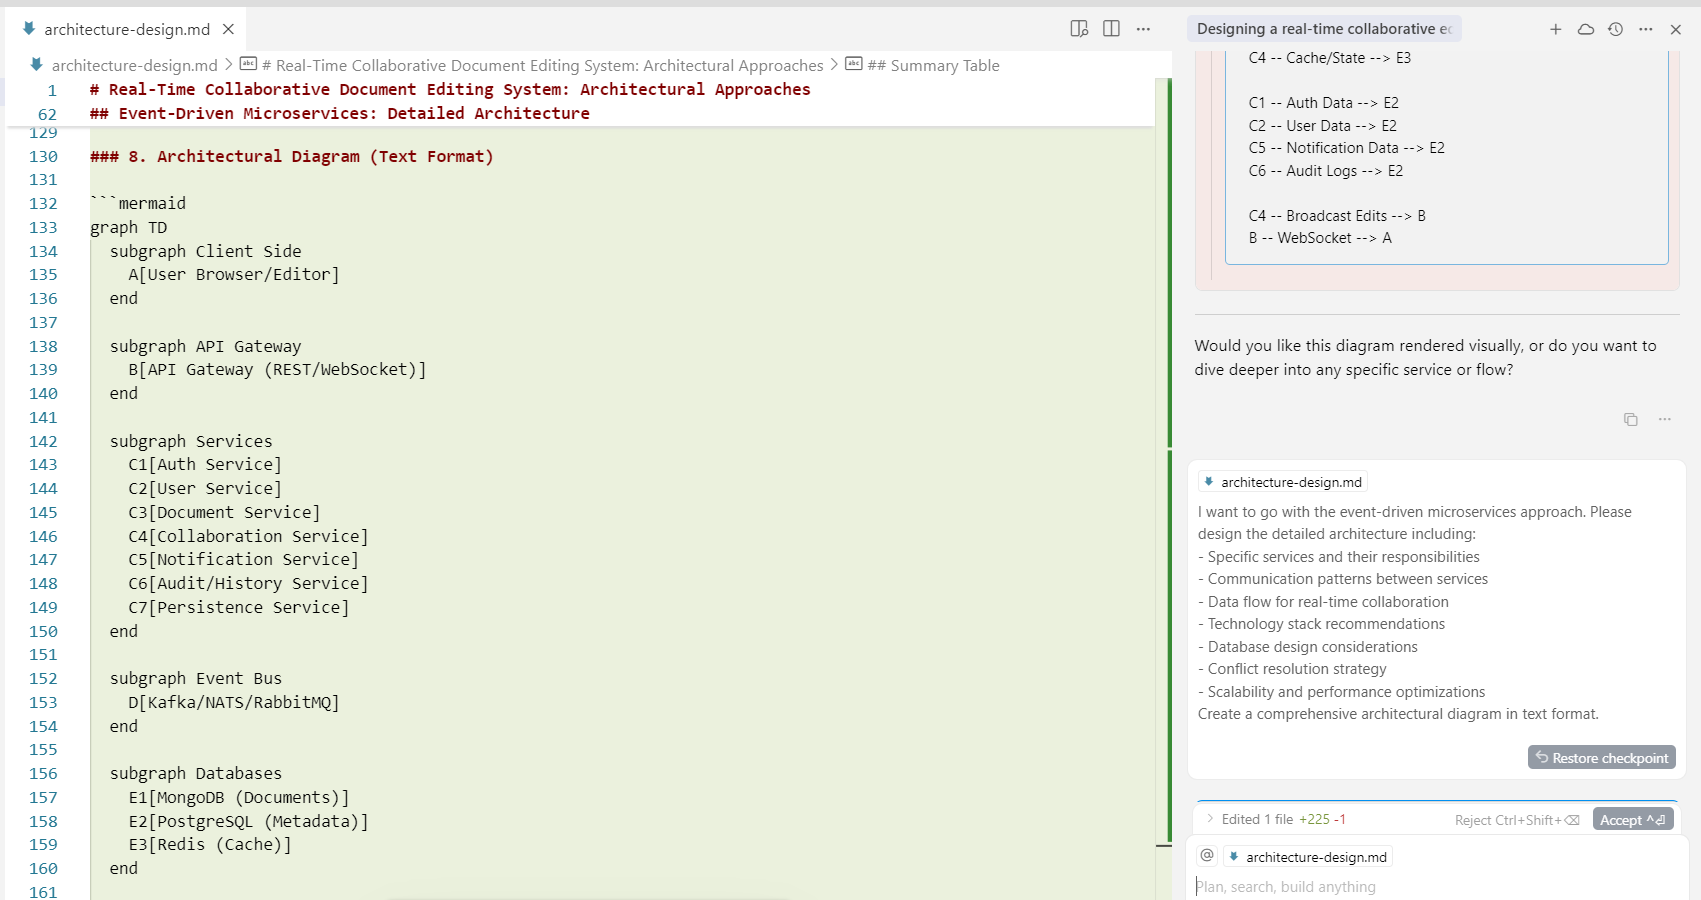 architecture-design.md
architecture-design.md > # Real-Time Collaborative Document Editing System: Architectural Approaches > ## Summary Table
1 # Real-Time Collaborative Document Editing System: Architectural Approaches
62 ## Event-Driven Microservices: Detailed Architecture
129
130 ### 8. Architectural Diagram (Text Format)
131
132 ```mermaid
133 graph TD
134 subgraph Client Side
135 A[User Browser/Editor]
136 end
137
138 subgraph API Gateway
139 B[API Gateway (REST/WebSocket)]
140 end
141
142 subgraph Services
143 C1[Auth Service]
144 C2[User Service]
145 C3[Document Service]
146 C4[Collaboration Service]
147 C5[Notification Service]
148 C6[Audit/History Service]
149 C7[Persistence Service]
150 end
151
152 subgraph Event Bus
153 D[Kafka/NATS/RabbitMQ]
154 end
155
156 subgraph Databases
157 E1[MongoDB (Documents)]
158 E2[PostgreSQL (Metadata)]
159 E3[Redis (Cache)]
160 end
161
Designing a real-time collaborative ec
C4 -- Cache/State --> E3
C1 -- Auth Data --> E2
C2 -- User Data --> E2
C5 -- Notification Data --> E2
C6 -- Audit Logs --> E2
C4 -- Broadcast Edits --> B
B -- WebSocket --> A
Would you like this diagram rendered visually, or do you want to
dive deeper into any specific service or flow?
architecture-design.md
I want to go with the event-driven microservices approach. Please
design the detailed architecture including:
- Specific services and their responsibilities
- Communication patterns between services
- Data flow for real-time collaboration
- Technology stack recommendations
- Database design considerations
- Conflict resolution strategy
- Scalability and performance optimizations
Create a comprehensive architectural diagram in text format.
Restore checkpoint
> Edited 1 file +225 -1 Reject Ctrl+Shift+⌫ Accept ^⏎
@ architecture-design.md
Plan, search, build anything